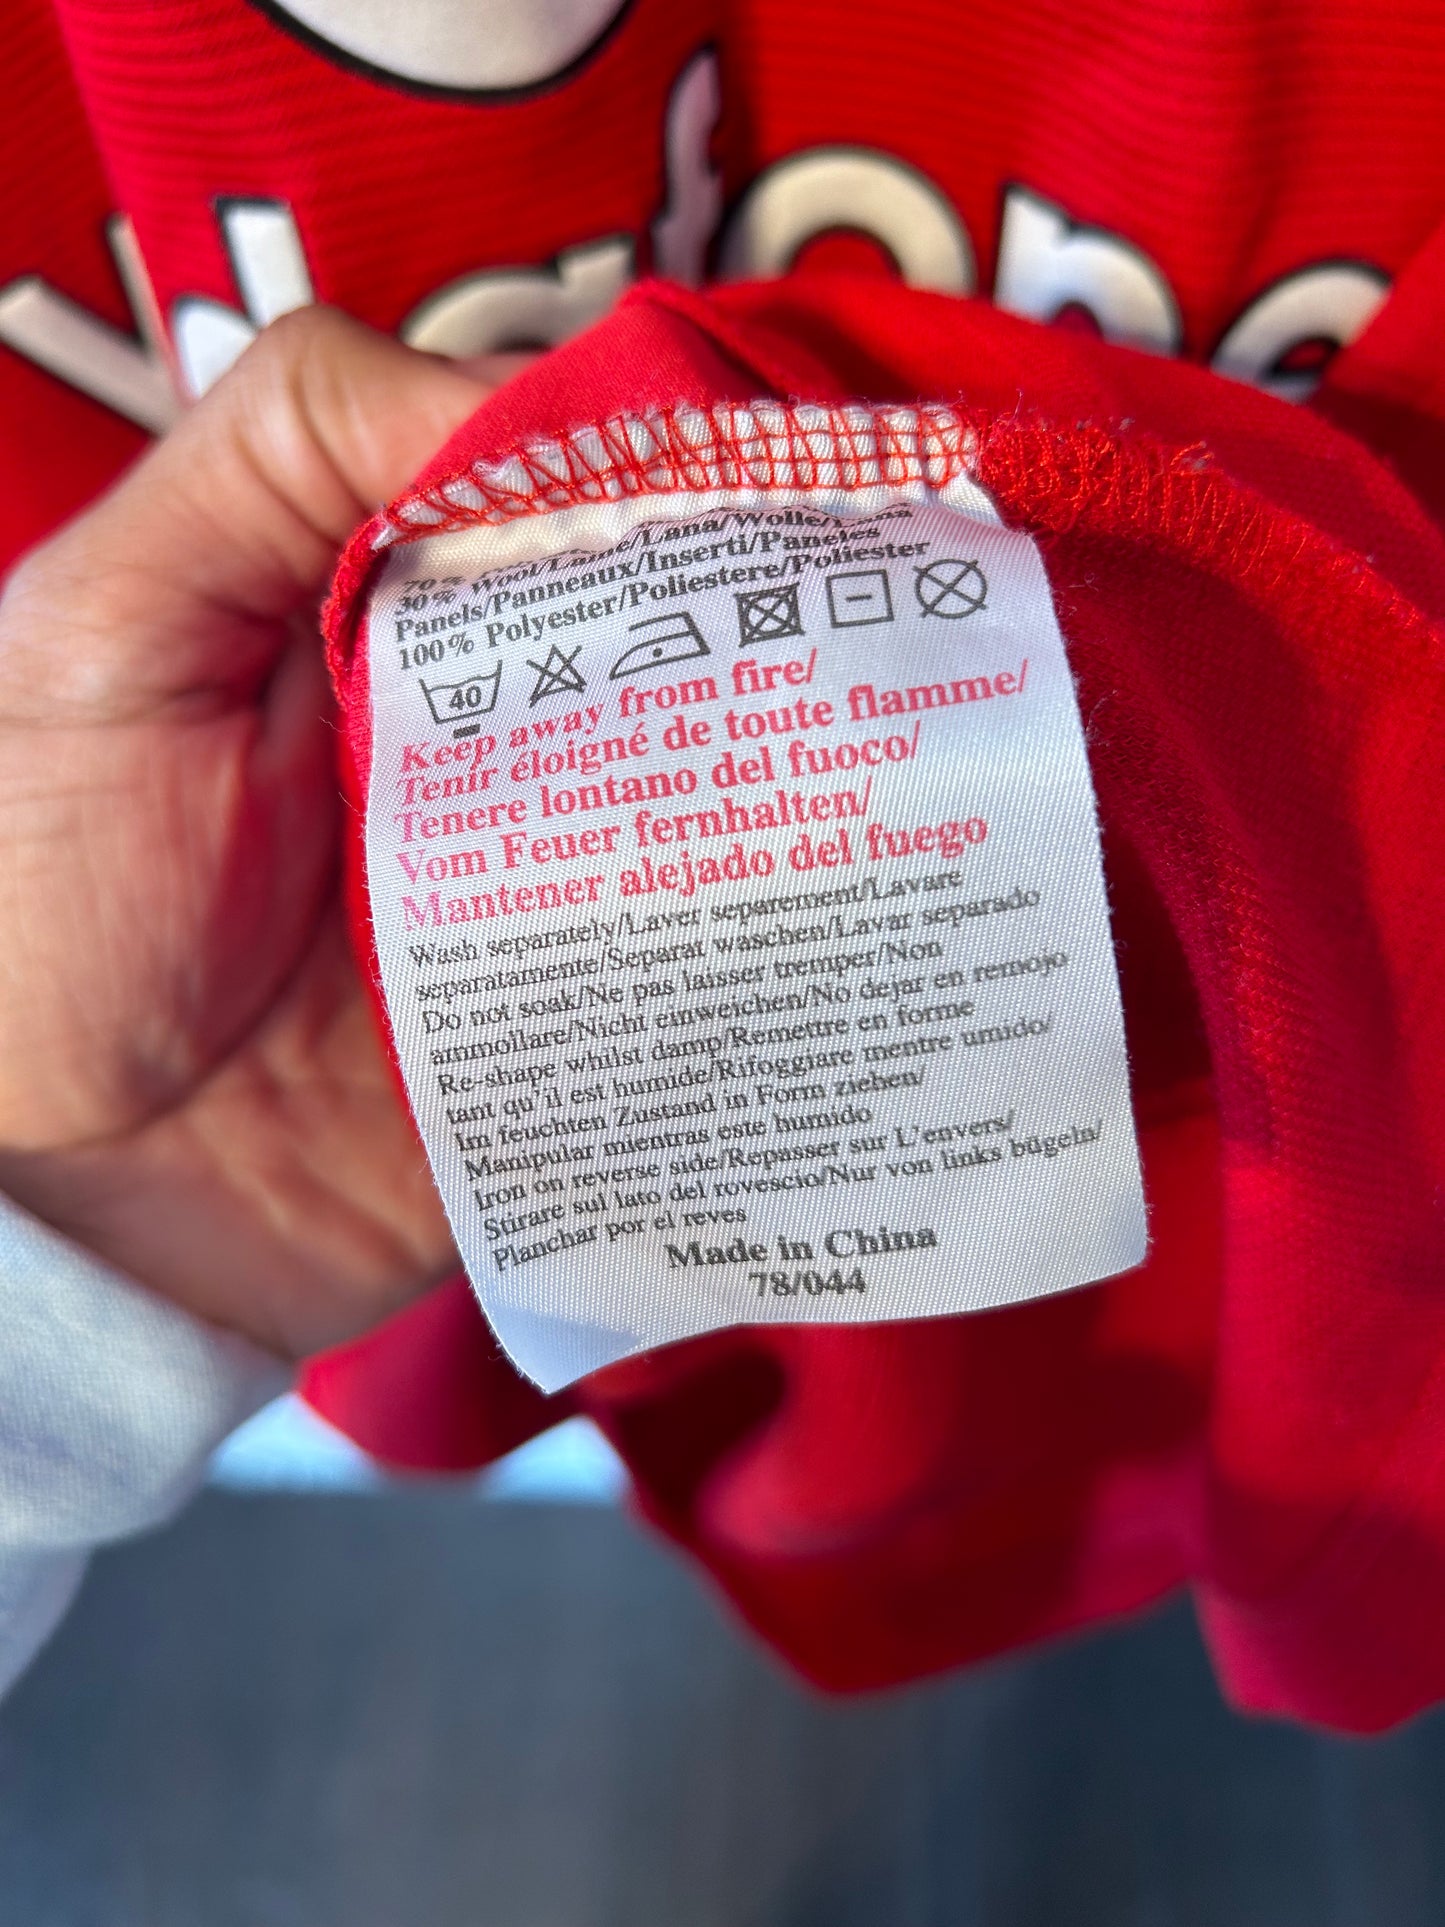 Vodafone
70% Wool/Laine/Lana/Wolle/Lana
30%
Panels/Panneaux/Inserti/Paneles
100% Polyester/Poliestere/Poliester
40
Keep away from fire/
Tenir éloigné de toute flamme/
Tenere lontano del fuoco/
Vom Feuer fernhalten/
Mantener alejado del fuego
Wash separately/Laver separement/Lavare
separatamente/Separat waschen/Lavar separado
Do not soak/Ne pas laisser tremper/Non
ammollare/Nicht einweichen/No dejar en remojo
Re-shape whilst damp/Remettre en forme
tant qu'il est humide/Rifoggiare mentre umido/
Im feuchten Zustand in Form ziehen/
Manipular mientras este humido
Iron on reverse side/Repasser sur L'envers/
Stirare sul lato del rovescio/Nur von links bügeln/
Planchar por el reves
Made in China
78/044